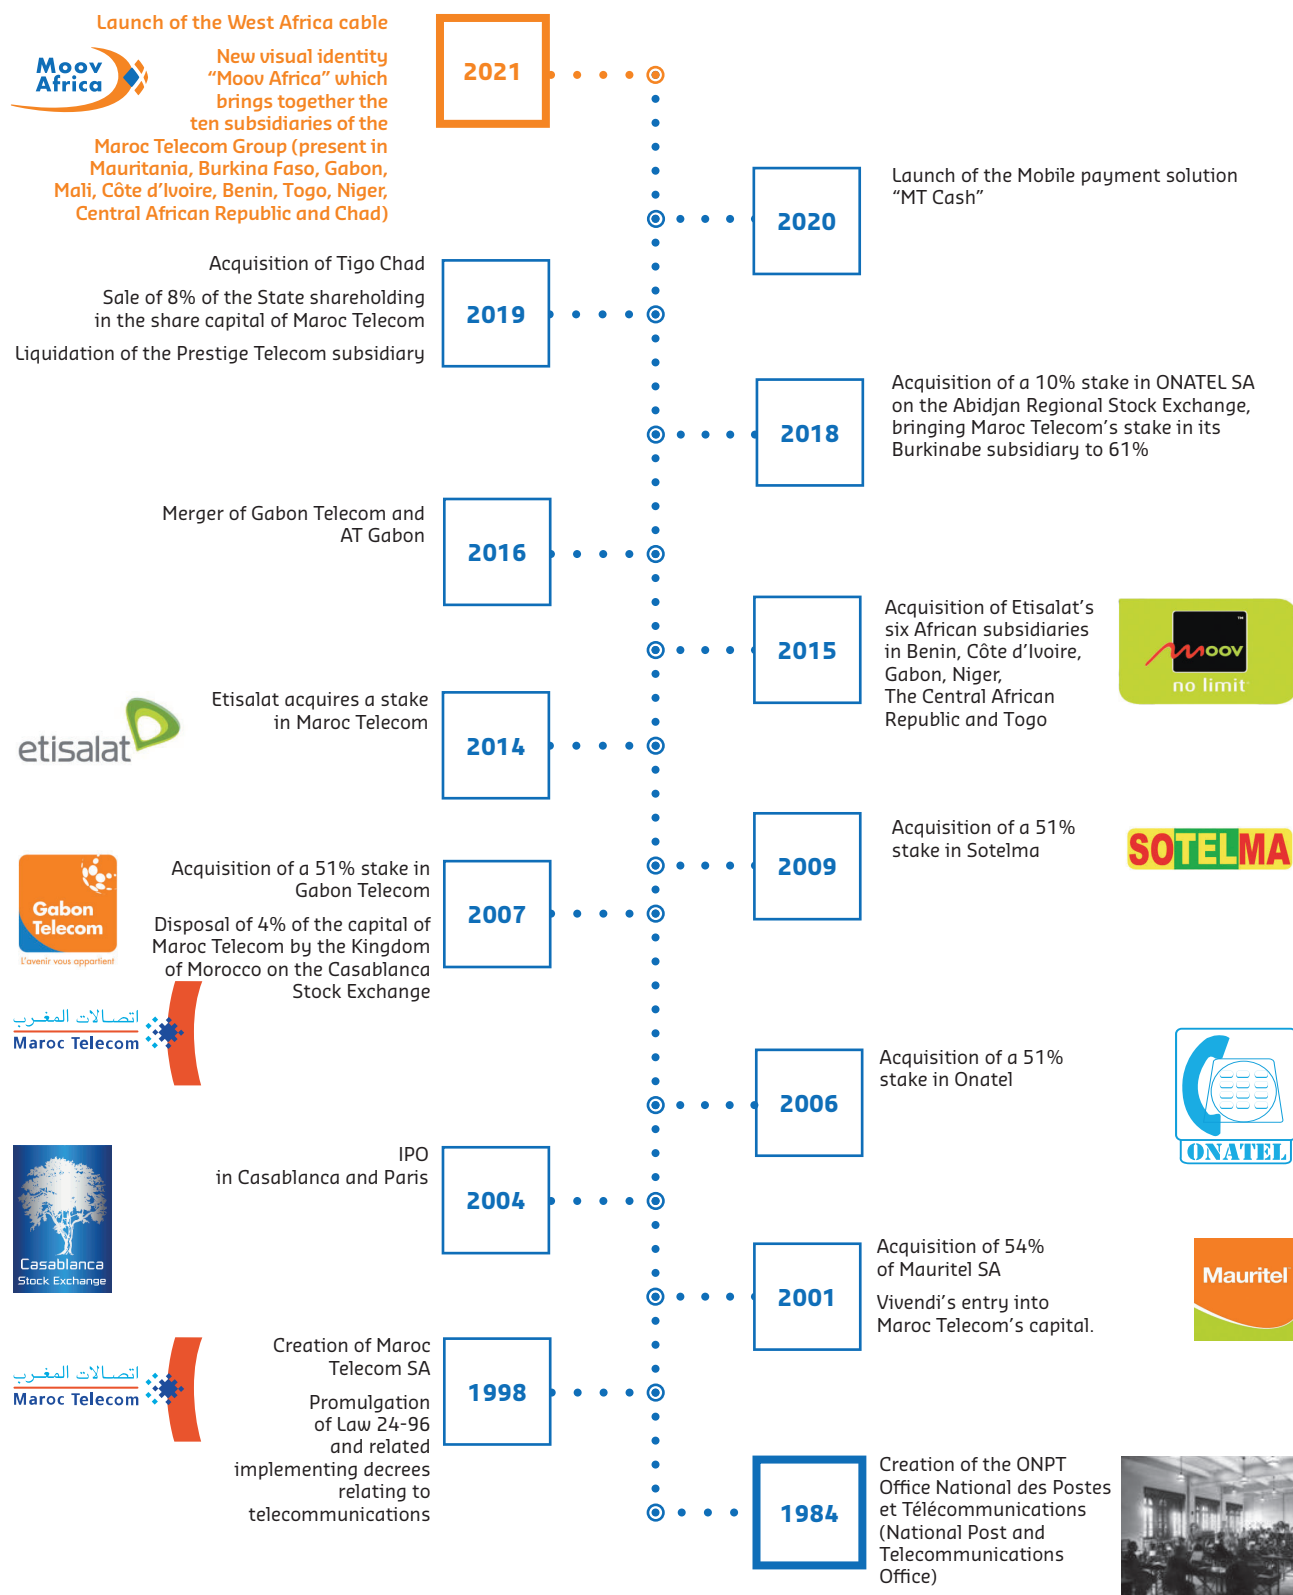 Launch of the West Africa cable
Moov
Africa
New visual identity
“Moov Africa” which
brings together the
ten subsidiaries of the
Maroc Telecom Group (present in
Mauritania, Burkina Faso, Gabon,
Mali, Côte d’Ivoire, Benin, Togo, Niger,
Central African Republic and Chad)
2021
Launch of the Mobile payment solution
“MT Cash”
2020
Acquisition of Tigo Chad
Sale of 8% of the State shareholding
in the share capital of Maroc Telecom
Liquidation of the Prestige Telecom subsidiary
2019
Acquisition of a 10% stake in ONATEL SA
on the Abidjan Regional Stock Exchange,
bringing Maroc Telecom’s stake in its
Burkinabe subsidiary to 61%
2018
Merger of Gabon Telecom and
AT Gabon
2016
2015
Acquisition of Etisalat’s
six African subsidiaries
in Benin, Côte d’Ivoire,
Gabon, Niger,
The Central African
Republic and Togo
moov
™
no limit
etisalat
Etisalat acquires a stake
in Maroc Telecom
2014
2009
Acquisition of a 51%
stake in Sotelma
SOTELMA
Gabon
Telecom
L'avenir vous appartient
Acquisition of a 51% stake in
Gabon Telecom
Disposal of 4% of the capital of
Maroc Telecom by the Kingdom
of Morocco on the Casablanca
Stock Exchange
2007
اتصالات المغرب
Maroc Telecom
2006
Acquisition of a 51%
stake in Onatel
ONATEL
Casablanca
Stock Exchange
IPO
in Casablanca and Paris
2004
2001
Acquisition of 54%
of Mauritel SA
Vivendi’s entry into
Maroc Telecom’s capital.
Mauritel
اتصالات المغرب
Maroc Telecom
Creation of Maroc
Telecom SA
Promulgation
of Law 24-96
and related
implementing decrees
relating to
telecommunications
1998
1984
Creation of the ONPT
Office National des Postes
et Télécommunications
(National Post and
Telecommunications
Office)